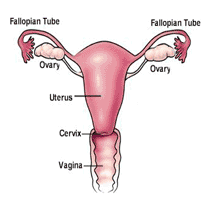 Fallopian Tube
Fallopian Tube
Ovary
Ovary
Uterus
Cervix
Vagina